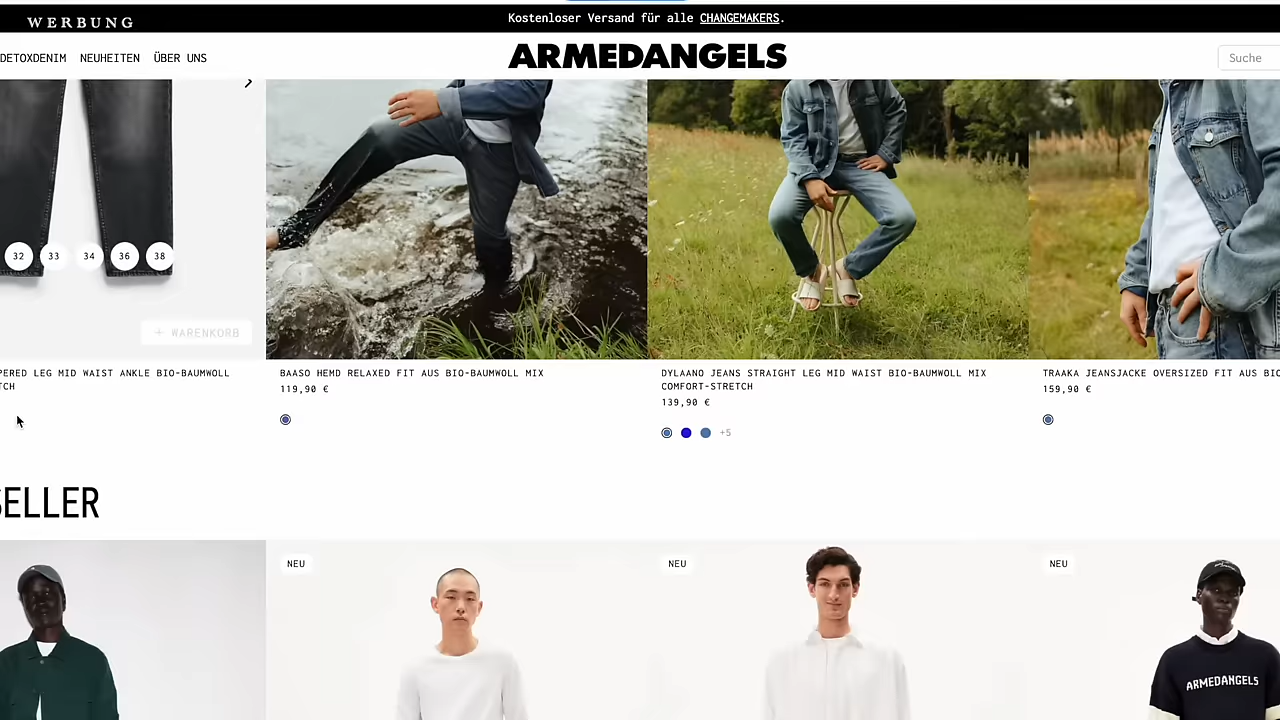 WERBUNG
Kostenloser Versand für alle CHANGEMAKERS.
DETOXDENIM NEUHEITEN ÜBER UNS
ARMEDANGELS
Suche
32 33 34 36 38
+ WARENKORB
PERED LEG MID WAIST ANKLE BIO-BAUMWOLL
TCH
BAASO HEMD RELAXED FIT AUS BIO-BAUMWOLL MIX
119,90 €
DYLAANO JEANS STRAIGHT LEG MID WAIST BIO-BAUMWOLL MIX
COMFORT-STRETCH
139,90 €
+5
TRAAKA JEANSJACKE OVERSIZED FIT AUS BIO
159,90 €
SELLER
NEU
NEU
NEU
ARMEDANGELS